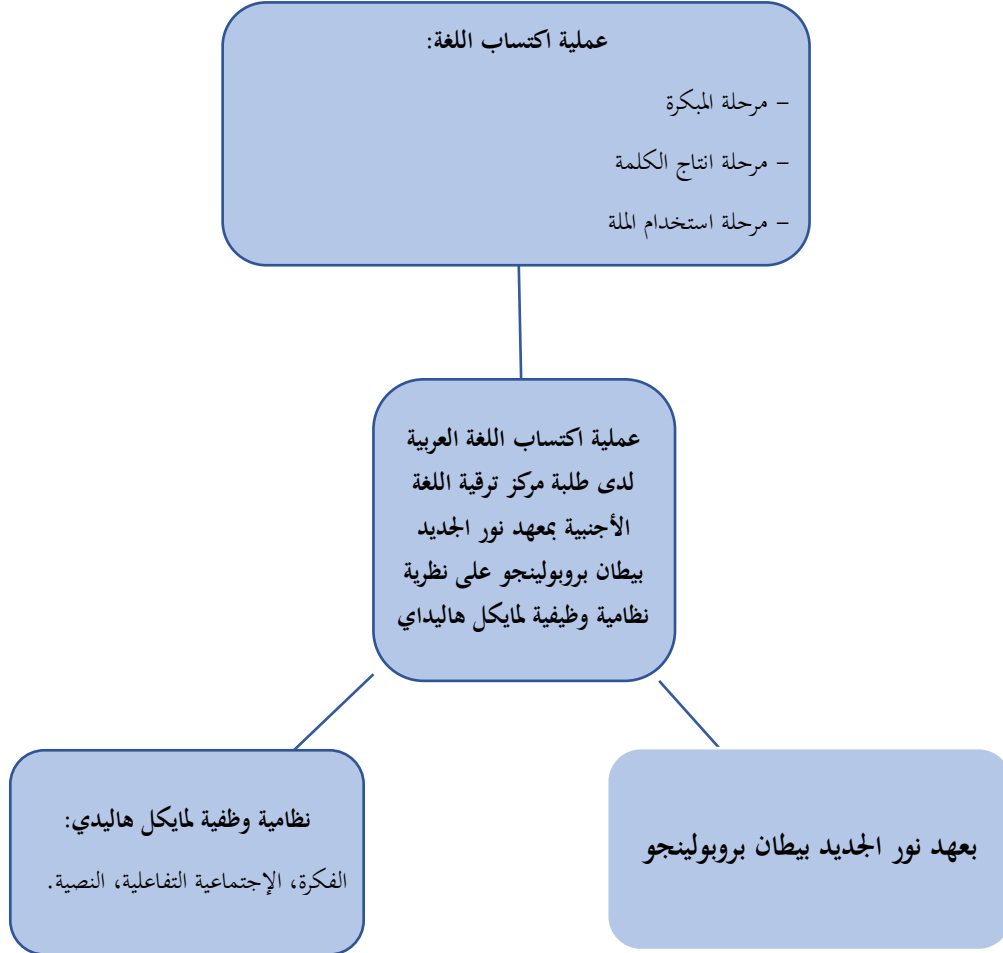 عملية اكتساب اللغة:
– مرحلة المبكرة
– مرحلة انتاج الكلمة
– مرحلة استخدام الملة
عملية اكتساب اللغة العربية
لدى طلبة مركز ترقية اللغة
الأجنبية بمعهد نور الجديد
بيطان بروبولينجو على نظرية
نظامية وظيفية لمايكل هاليداي
نظامية وظفية لمايكل هاليدي:
الفكرة، الإجتماعية التفاعلية، النصية.
بعهد نور الجديد بيطان بروبولينجو